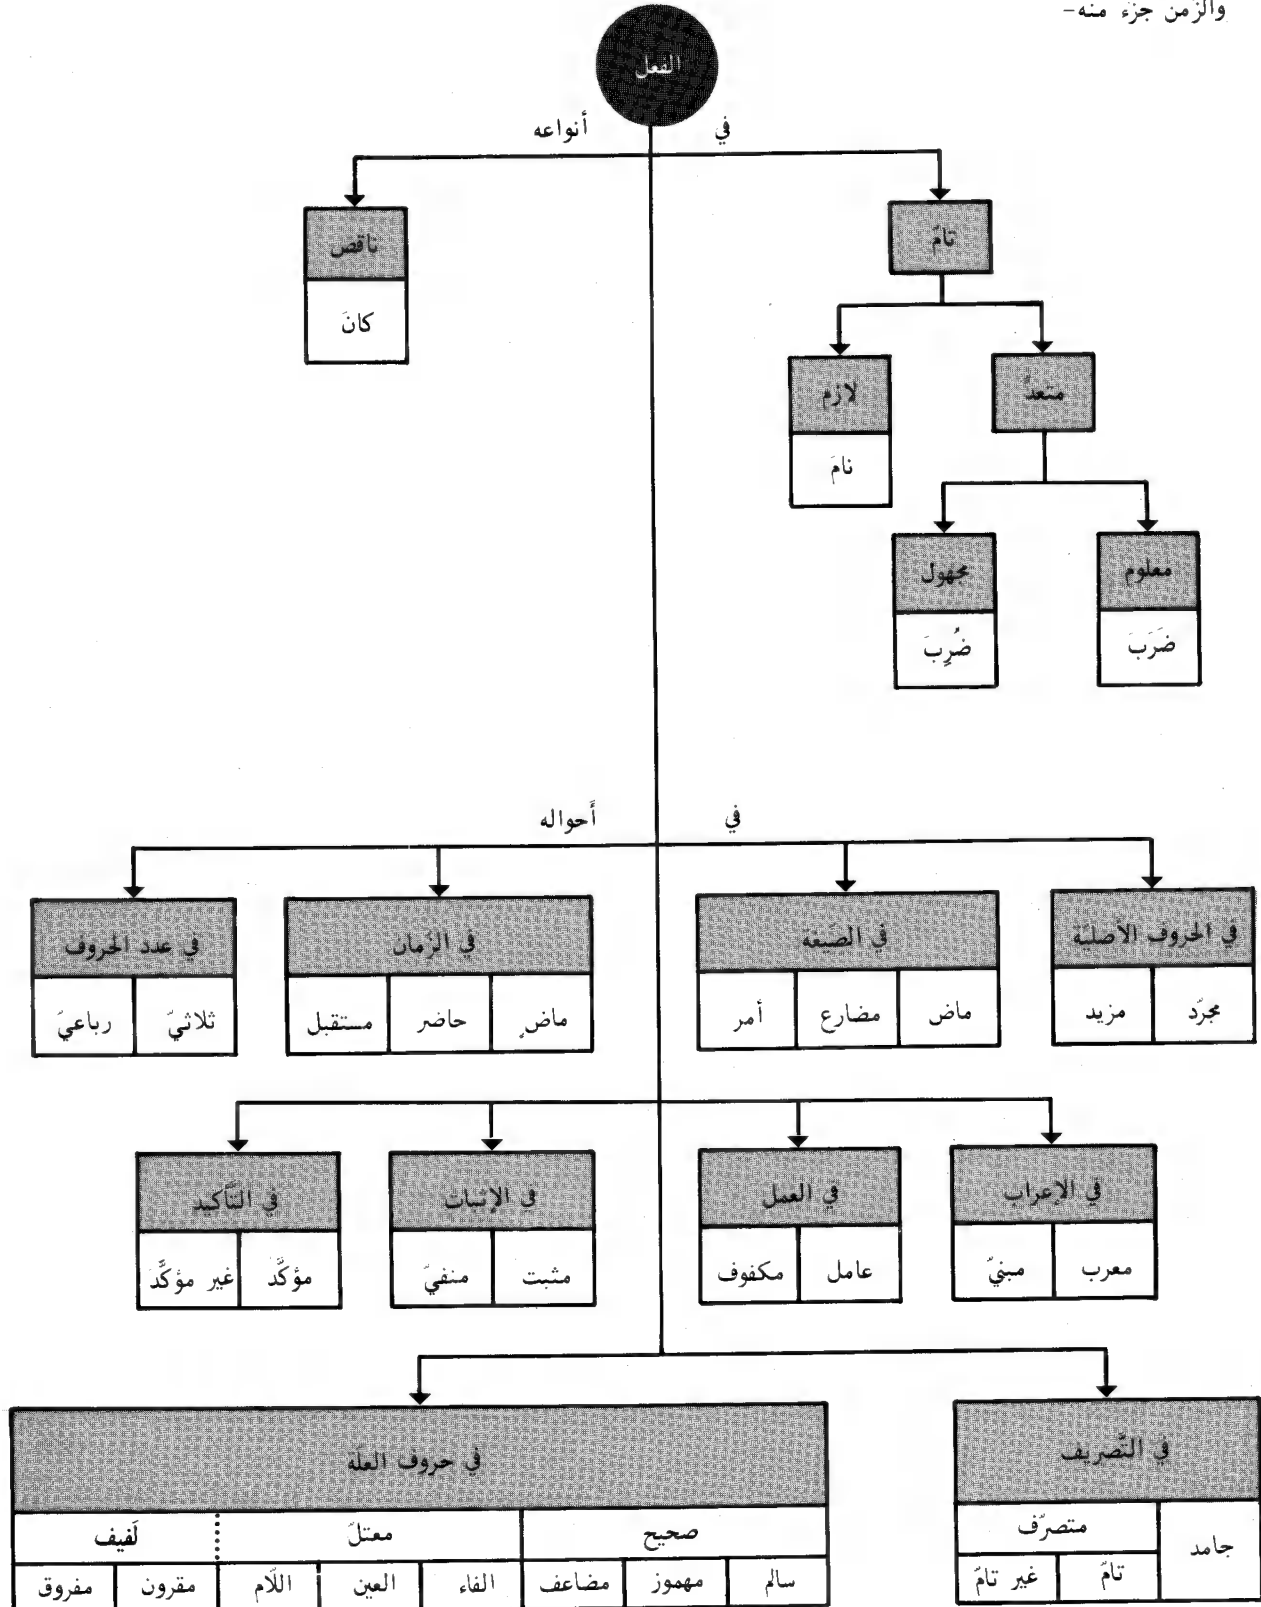 والزّمن جزء منه-
الفعل
في أنواعه
تامّ ناقص
كانَ
متعدٍّ لازم
نامَ
معلوم مجهول
ضَرَبَ ضُرِبَ
في أَحواله
في الحروف الأصليّة في الصّيغة في الزّمان في عدد الحروف
مجرّد مزيد ماض مضارع أمر ماضٍ حاضر مستقبل ثلاثيّ رباعيّ
في الإعراب في العمل في الإثبات في التّأكيد
معرب مبنيّ عامل مكفوف مثبت منفيّ مؤكَّد غير مؤكَّد
في التّصريف في حروف العلّة
جامد متصرّف صحيح معتلّ لَفيف
تامّ غير تامّ سالم مهموز مضاعف الفاء العين اللّام مقرون مفروق